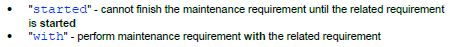 • "started" - cannot finish the maintenance requirement until the related requirement
is started
• "with" - perform maintenance requirement with the related requirement